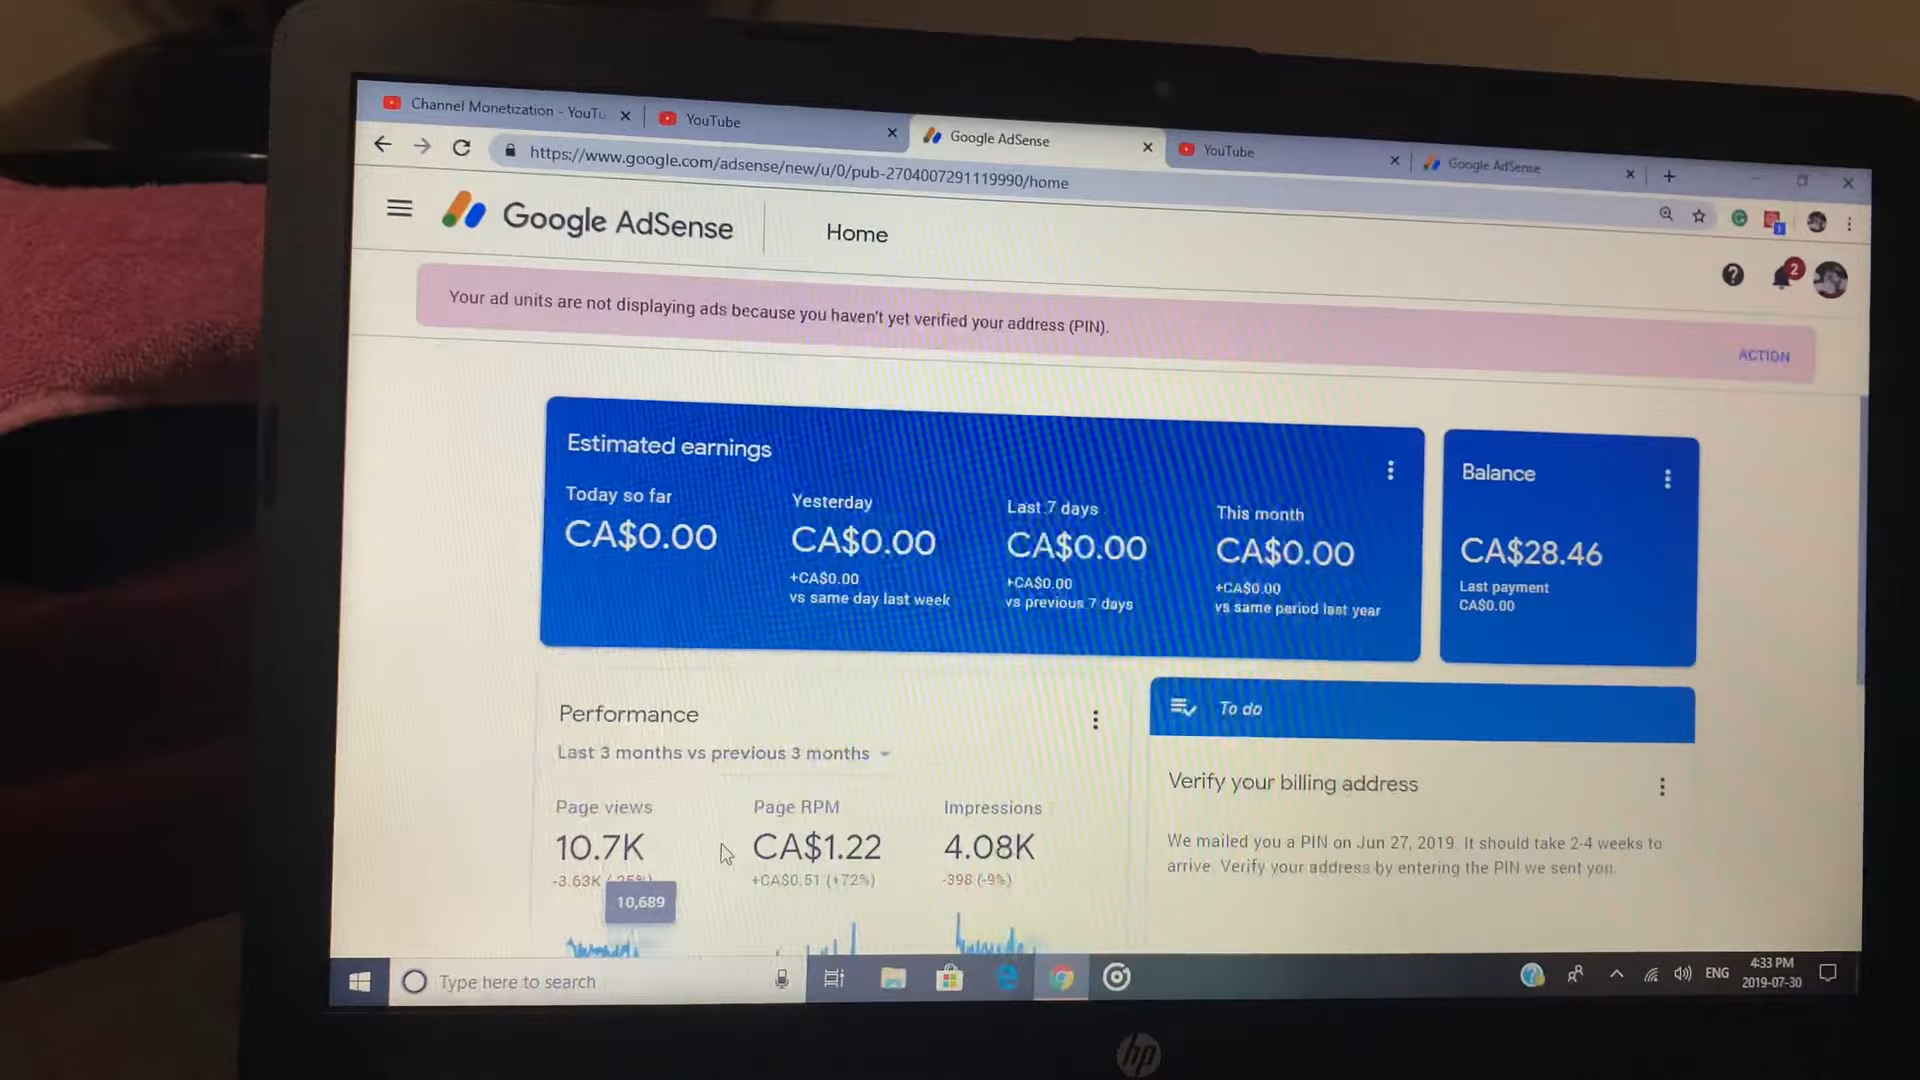 Channel Monetization - YouTu
YouTube
Google AdSense
YouTube
Google AdSense
https://www.google.com/adsense/new/u/0/pub-2704007291119990/home
Google AdSense
Home
2
Your ad units are not displaying ads because you haven't yet verified your address (PIN).
ACTION
Estimated earnings
Today so far
CA$0.00
Yesterday
CA$0.00
+CA$0.00
vs same day last week
Last 7 days
CA$0.00
+CA$0.00
vs previous 7 days
This month
CA$0.00
+CA$0.00
vs same period last year
Balance
CA$28.46
Last payment
CA$0.00
Performance
Last 3 months vs previous 3 months
Page views
10.7K
-3.63K
10,689
Page RPM
CA$1.22
+CA$0.51 (+72%)
Impressions
4.08K
-398 (-9%)
To do
Verify your billing address
We mailed you a PIN on Jun 27, 2019. It should take 2-4 weeks to
arrive. Verify your address by entering the PIN we sent you.
Type here to search
ENG
4:33 PM
2019-07-30
hp